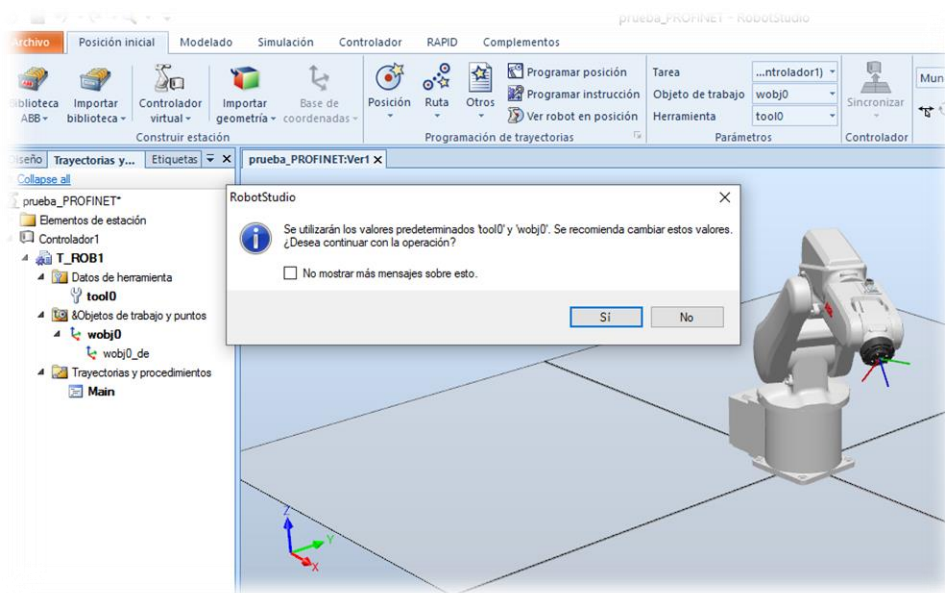 prueba_PROFINET - RobotStudio
Archivo Posición inicial Modelado Simulación Controlador RAPID Complementos
Biblioteca ABB
Importar biblioteca
Controlador virtual
Importar geometría
Base de coordenadas
Construir estación
Posición
Ruta
Otros
Programar posición
Programar instrucción
Ver robot en posición
Programación de trayectorias
Tarea ...ntrolador1)
Objeto de trabajo wobj0
Herramienta tool0
Parámetros
Sincronizar
Controlador
Mun
Diseño Trayectorias y... Etiquetas
Collapse all
prueba_PROFINET*
Elementos de estación
Controlador1
T_ROB1
Datos de herramienta
tool0
&Objetos de trabajo y puntos
wobj0
wobj0_de
Trayectorias y procedimientos
Main
prueba_PROFINET:Ver1 X
RobotStudio
Se utilizarán los valores predeterminados 'tool0' y 'wobj0'. Se recomienda cambiar estos valores.
¿Desea continuar con la operación?
No mostrar más mensajes sobre esto.
Sí No
Z
Y
X